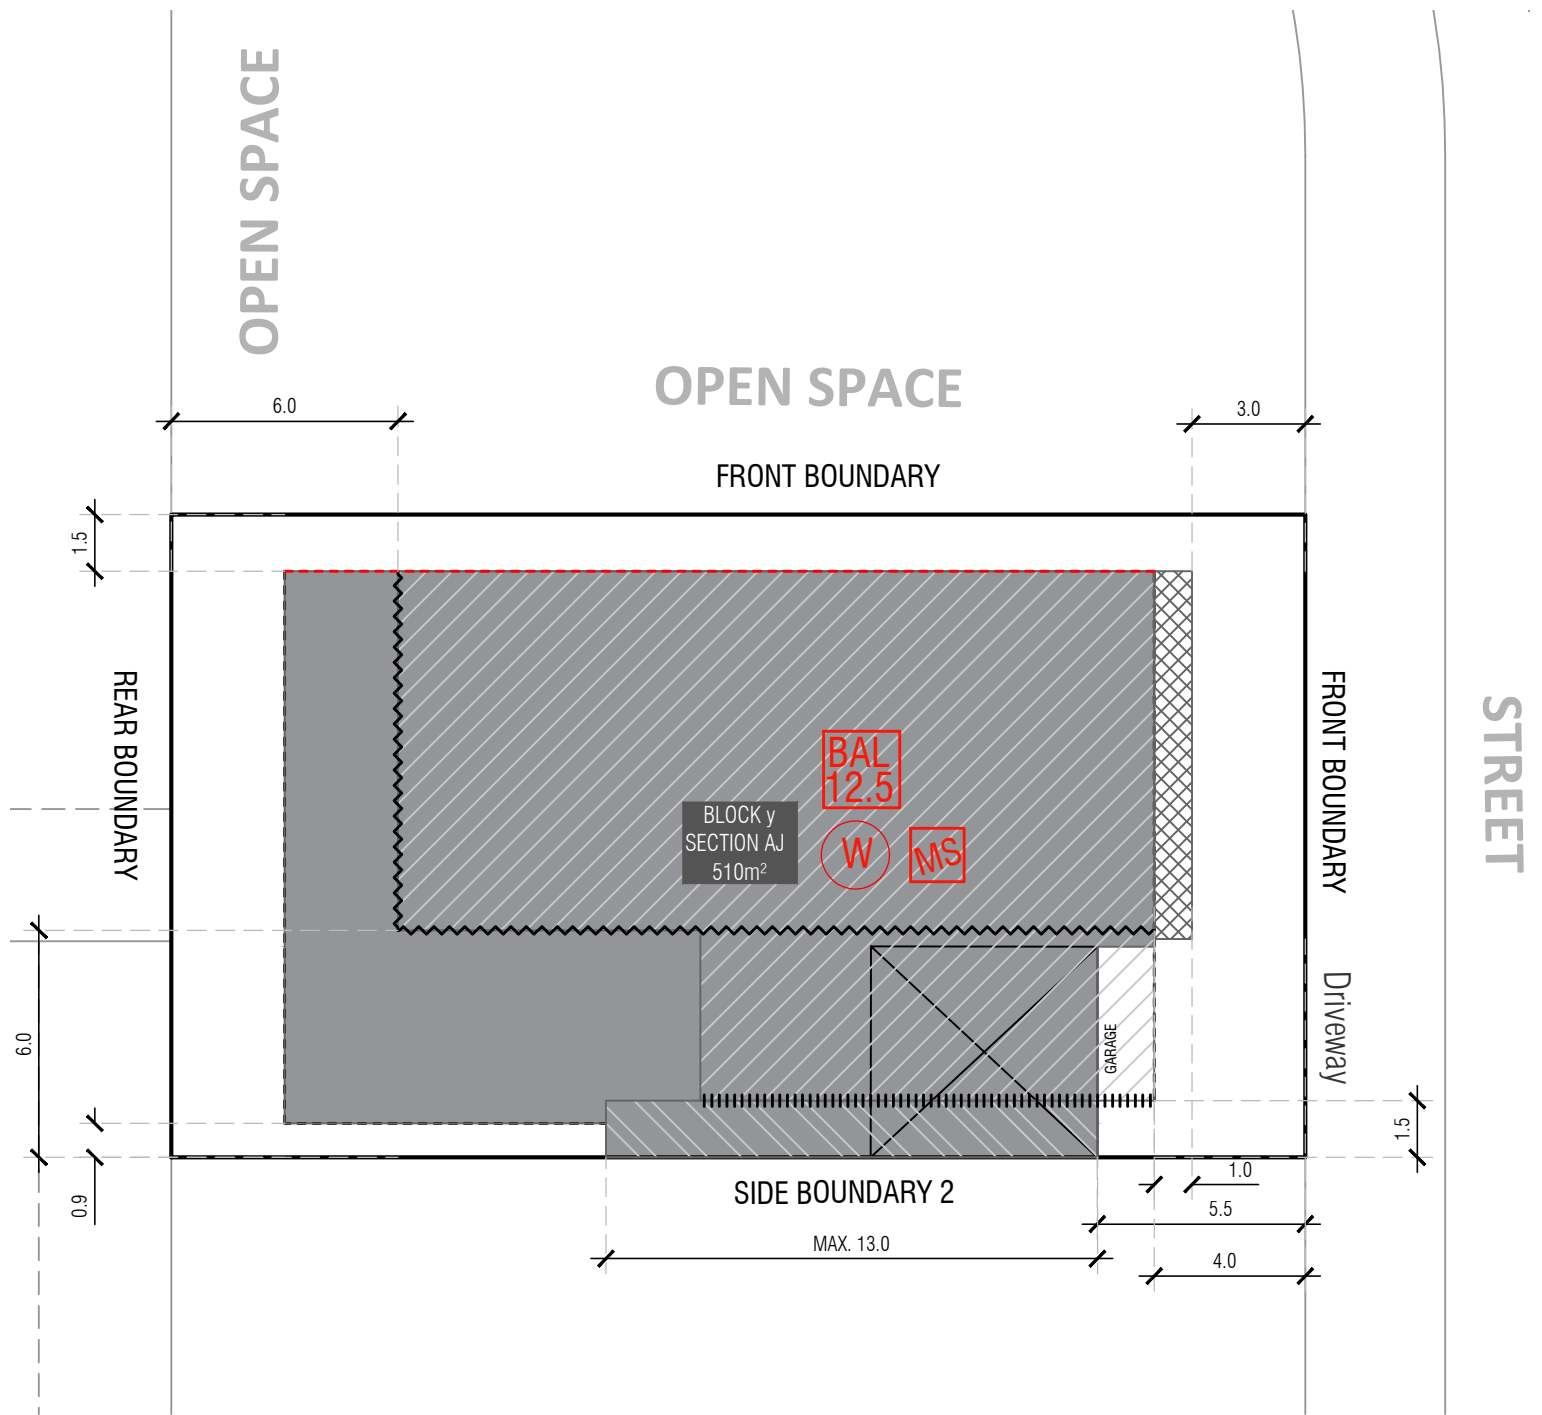 OPEN SPACE
OPEN SPACE
6.0
3.0
FRONT BOUNDARY
1.5
REAR BOUNDARY
FRONT BOUNDARY
STREET
BAL
12.5
BLOCK y
SECTION AJ
510m²
W
MS
6.0
GARAGE
Driveway
1.5
0.9
SIDE BOUNDARY 2
1.0
5.5
MAX. 13.0
4.0